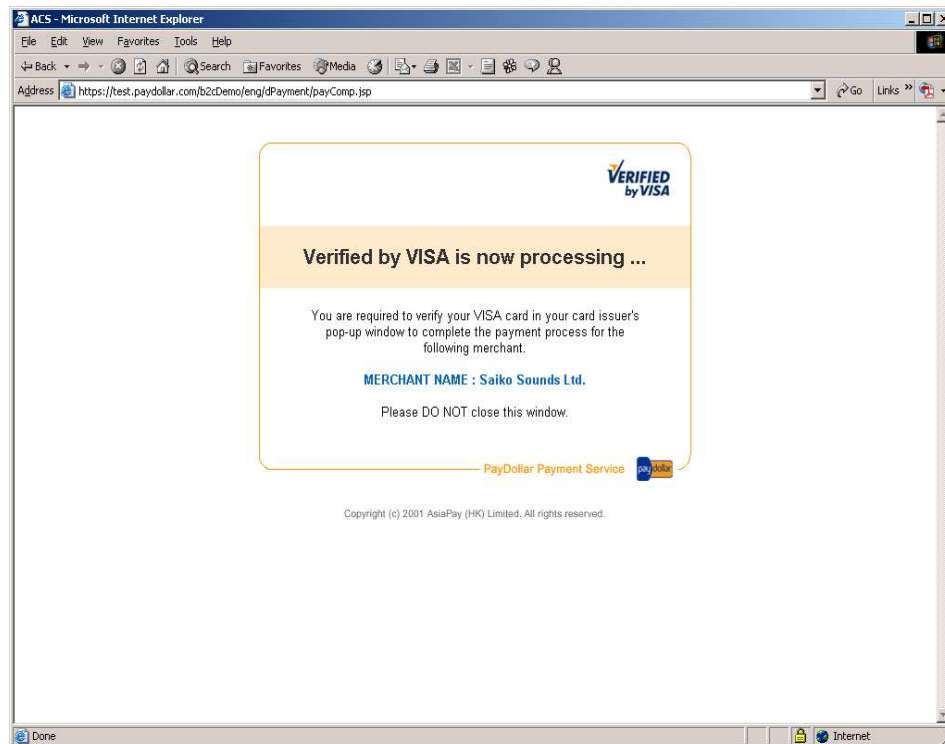 ACS - Microsoft Internet Explorer
File Edit View Favorites Tools Help
Back Search Favorites Media
Address https://test.paydollar.com/b2cDemo/eng/dPayment/payComp.jsp Go Links »
VERIFIED
by VISA
Verified by VISA is now processing ...
You are required to verify your VISA card in your card issuer's
pop-up window to complete the payment process for the
following merchant.
MERCHANT NAME : Saiko Sounds Ltd.
Please DO NOT close this window.
PayDollar Payment Service paydollar
Copyright (c) 2001 AsiaPay (HK) Limited. All rights reserved.
Done Internet